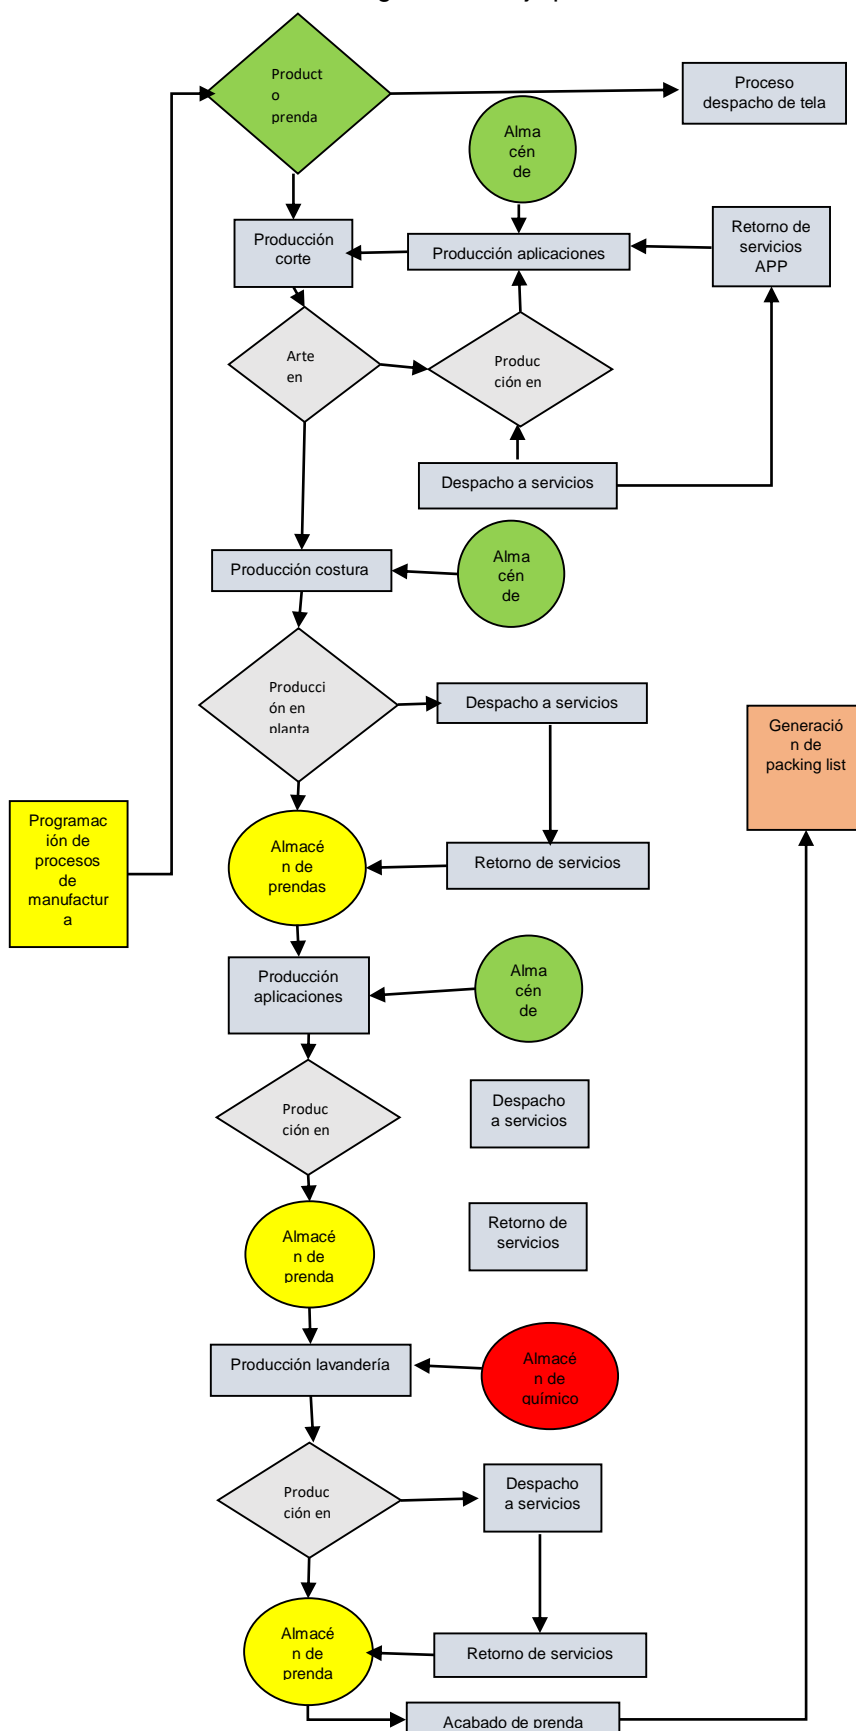 Product
o
prenda
Proceso
despacho de tela
Alma
cén
de
Producción
corte
Producción aplicaciones
Retorno de
servicios
APP
Arte
en
Produc
ción en
Despacho a servicios
Producción costura
Alma
cén
de
Producci
ón en
planta
Despacho a servicios
Generació
n de
packing list
Programac
ión de
procesos
de
manufactur
a
Almacé
n de
prendas
Retorno de servicios
Producción
aplicaciones
Alma
cén
de
Produc
ción en
Despacho
a servicios
Almacé
n de
prenda
Retorno de
servicios
Producción lavandería
Almacé
n de
químico
Produc
ción en
Despacho
a servicios
Almacé
n de
prenda
Retorno de servicios
Acabado de prenda